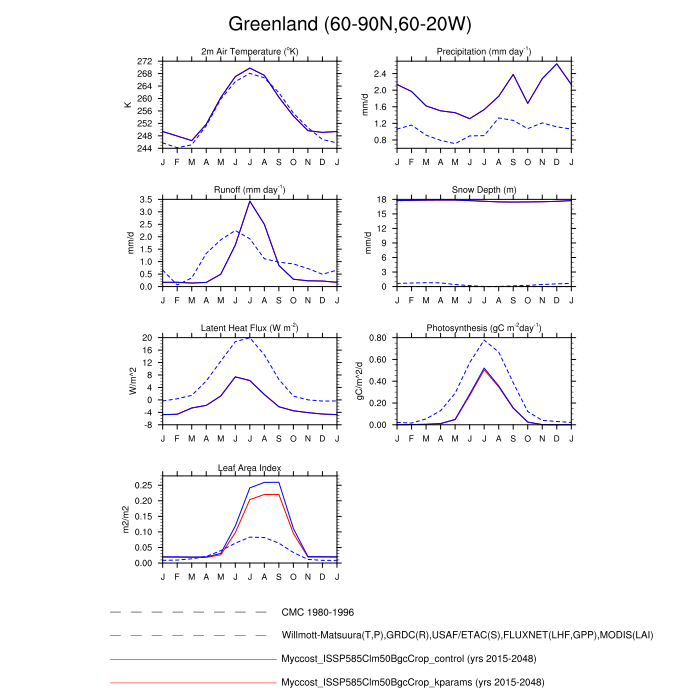 Greenland (60-90N,60-20W)
2m Air Temperature (°K)
272
268
264
260
256
252
248
244
K
J F M A M J J A S O N D J
Precipitation (mm day⁻¹)
2.4
2.0
1.6
1.2
0.8
mm/d
J F M A M J J A S O N D J
Runoff (mm day⁻¹)
3.5
3.0
2.5
2.0
1.5
1.0
0.5
0.0
mm/d
J F M A M J J A S O N D J
Snow Depth (m)
18
15
12
9
6
3
0
mm/d
J F M A M J J A S O N D J
Latent Heat Flux (W m⁻²)
20
16
12
8
4
0
-4
-8
W/m^2
J F M A M J J A S O N D J
Photosynthesis (gC m⁻²day⁻¹)
0.80
0.60
0.40
0.20
0.00
gC/m^2/d
J F M A M J J A S O N D J
Leaf Area Index
0.25
0.20
0.15
0.10
0.05
0.00
m2/m2
J F M A M J J A S O N D J
CMC 1980-1996
Willmott-Matsuura(T,P),GRDC(R),USAF/ETAC(S),FLUXNET(LHF,GPP),MODIS(LAI)
Myccost_ISSP585Clm50BgcCrop_control (yrs 2015-2048)
Myccost_ISSP585Clm50BgcCrop_kparams (yrs 2015-2048)